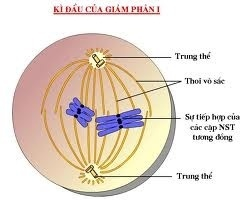 KÌ ĐẦU CỦA GIẢM PHÂN I
Trung thể
Thoi vô sắc
Sự tiếp hợp của
các cặp NST
tương đồng
Trung thể